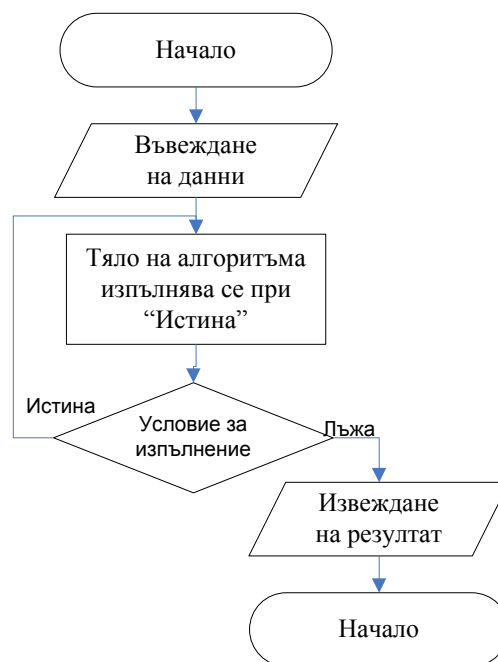 Начало
Въвеждане
на данни
Тяло на алгоритъма
изпълнява се при
“Истина”
Истина
Условие за
изпълнение
Лъжа
Извеждане
на резултат
Начало